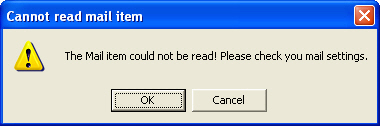 Cannot read mail item
The Mail item could not be read! Please check you mail settings.
OK
Cancel